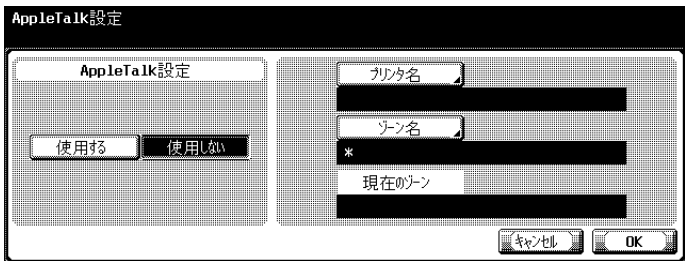 AppleTalk設定
AppleTalk設定
使用する
使用しない
プリンタ名
ゾーン名
*
現在のゾーン
キャンセル
OK